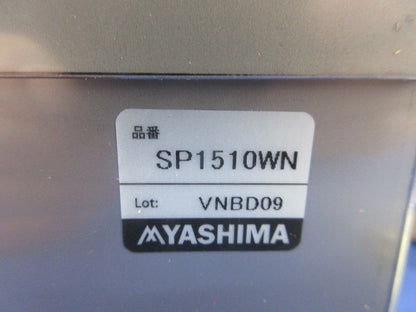 品番
SP1510WN
Lot: VNBD09
YASHIMA